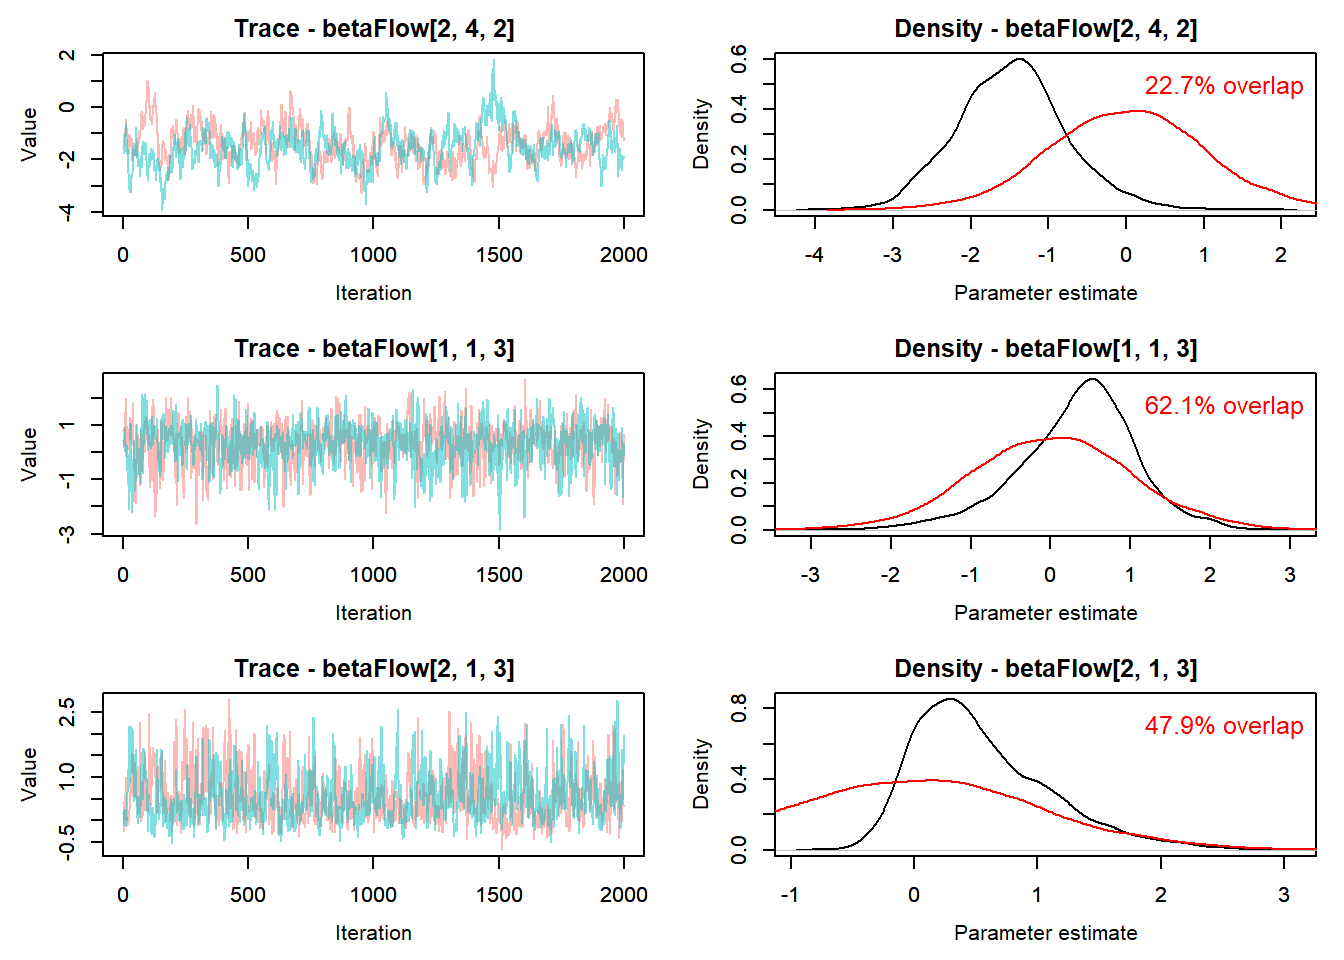 Trace - betaFlow[2, 4, 2]
Value
2
0
-2
-4
0 500 1000 1500 2000
Iteration
Density - betaFlow[2, 4, 2]
22.7% overlap
Density
0.6
0.4
0.2
0.0
-4 -3 -2 -1 0 1 2
Parameter estimate
Trace - betaFlow[1, 1, 3]
Value
1
-1
-3
0 500 1000 1500 2000
Iteration
Density - betaFlow[1, 1, 3]
62.1% overlap
Density
0.6
0.4
0.2
0.0
-3 -2 -1 0 1 2 3
Parameter estimate
Trace - betaFlow[2, 1, 3]
Value
2.5
1.0
-0.5
0 500 1000 1500 2000
Iteration
Density - betaFlow[2, 1, 3]
47.9% overlap
Density
0.8
0.4
0.0
-1 0 1 2 3
Parameter estimate